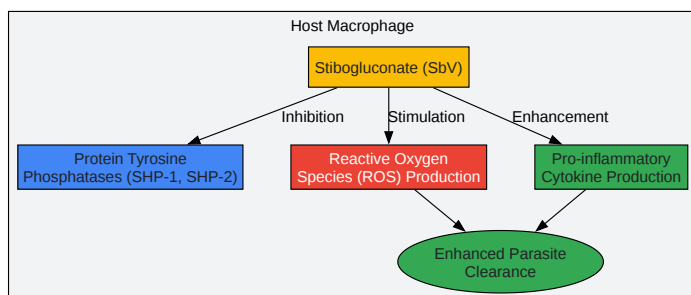 Host Macrophage
Stibogluconate (SbV)
Inhibition
Stimulation
Enhancement
Protein Tyrosine
Phosphatases (SHP-1, SHP-2)
Reactive Oxygen
Species (ROS) Production
Pro-inflammatory
Cytokine Production
Enhanced Parasite
Clearance